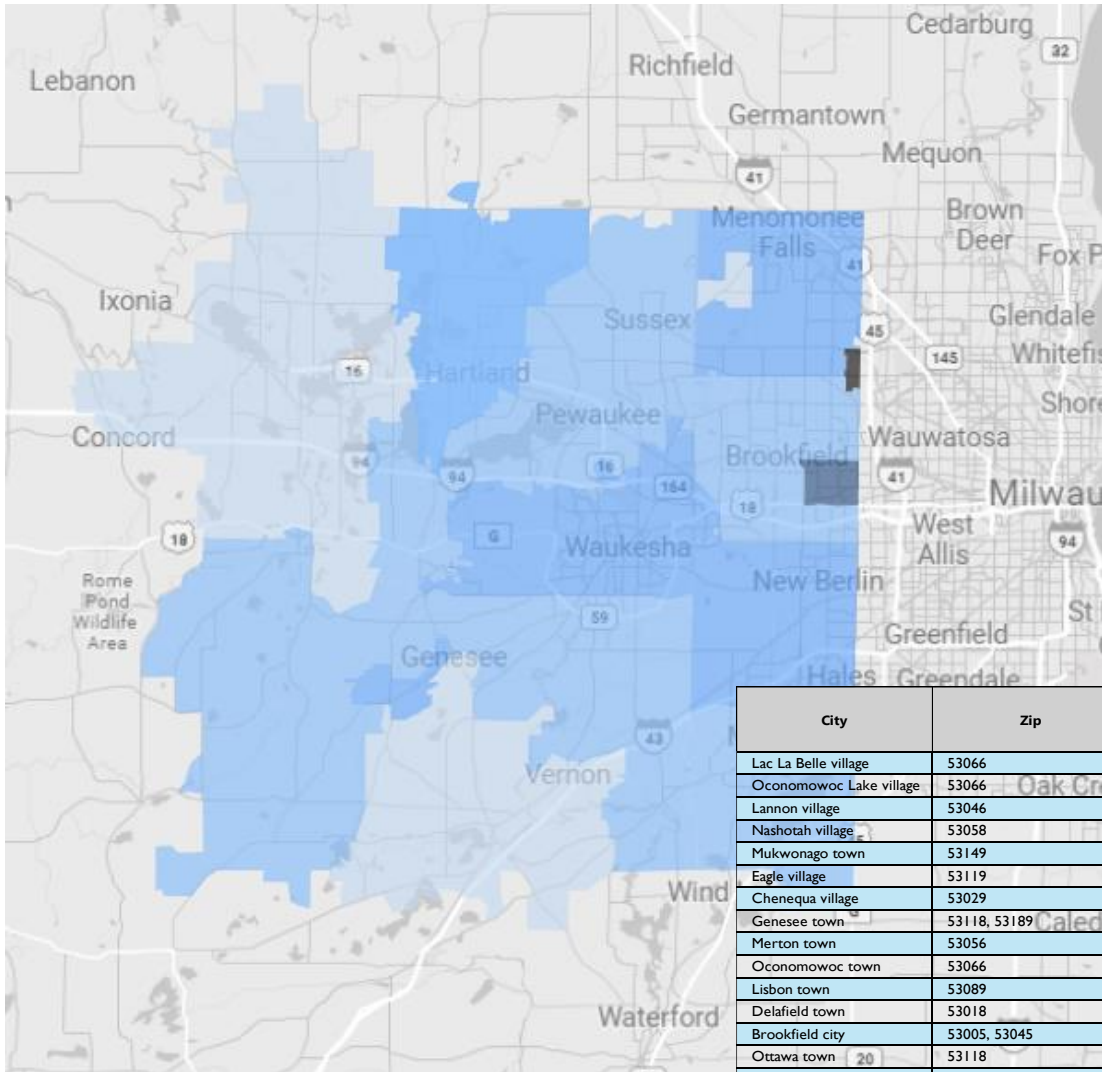 Cedarburg
32
Lebanon
Richfield
Germantown
Mequon
41
Menomonee
Falls
Brown
Deer
41
Fox P
Ixonia
Glendale
Sussex
45
145
Whitefis
16
Hartland
Shore
Pewaukee
Concord
Wauwatosa
94
94
16
Brookfield
41
164
18
Milwau
18
G
Waukesha
West
Allis
94
Rome
Pond
Wildlife
Area
New Berlin
59
St
Greenfield
Genesee
Hales
Greendale
43
Vernon
City Zip
Lac La Belle village 53066
Oconomowoc Lake village 53066
Oak Cre
Lannon village 53046
Nashotah village 53058
Mukwonago town 53149
Eagle village 53119
Wind
Chenequa village 53029
Genesee town 53118, 53189
Caled
Merton town 53056
Oconomowoc town 53066
Lisbon town 53089
Waterford
Delafield town 53018
Brookfield city 53005, 53045
Ottawa town 53118
20